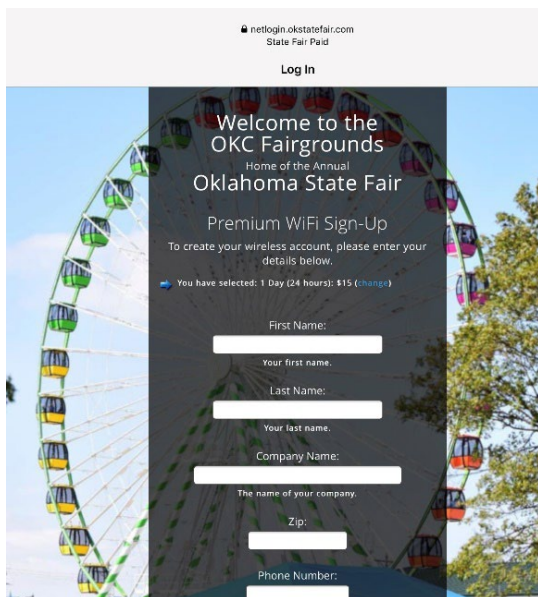 netlogin.okstatefair.com
State Fair Paid
Log In
Welcome to the
OKC Fairgrounds
Home of the Annual
Oklahoma State Fair
Premium WiFi Sign-Up
To create your wireless account, please enter your
details below.
You have selected: 1 Day (24 hours): $15 (change)
First Name:
Your first name.
Last Name:
Your last name.
Company Name:
The name of your company.
Zip:
Phone Number: